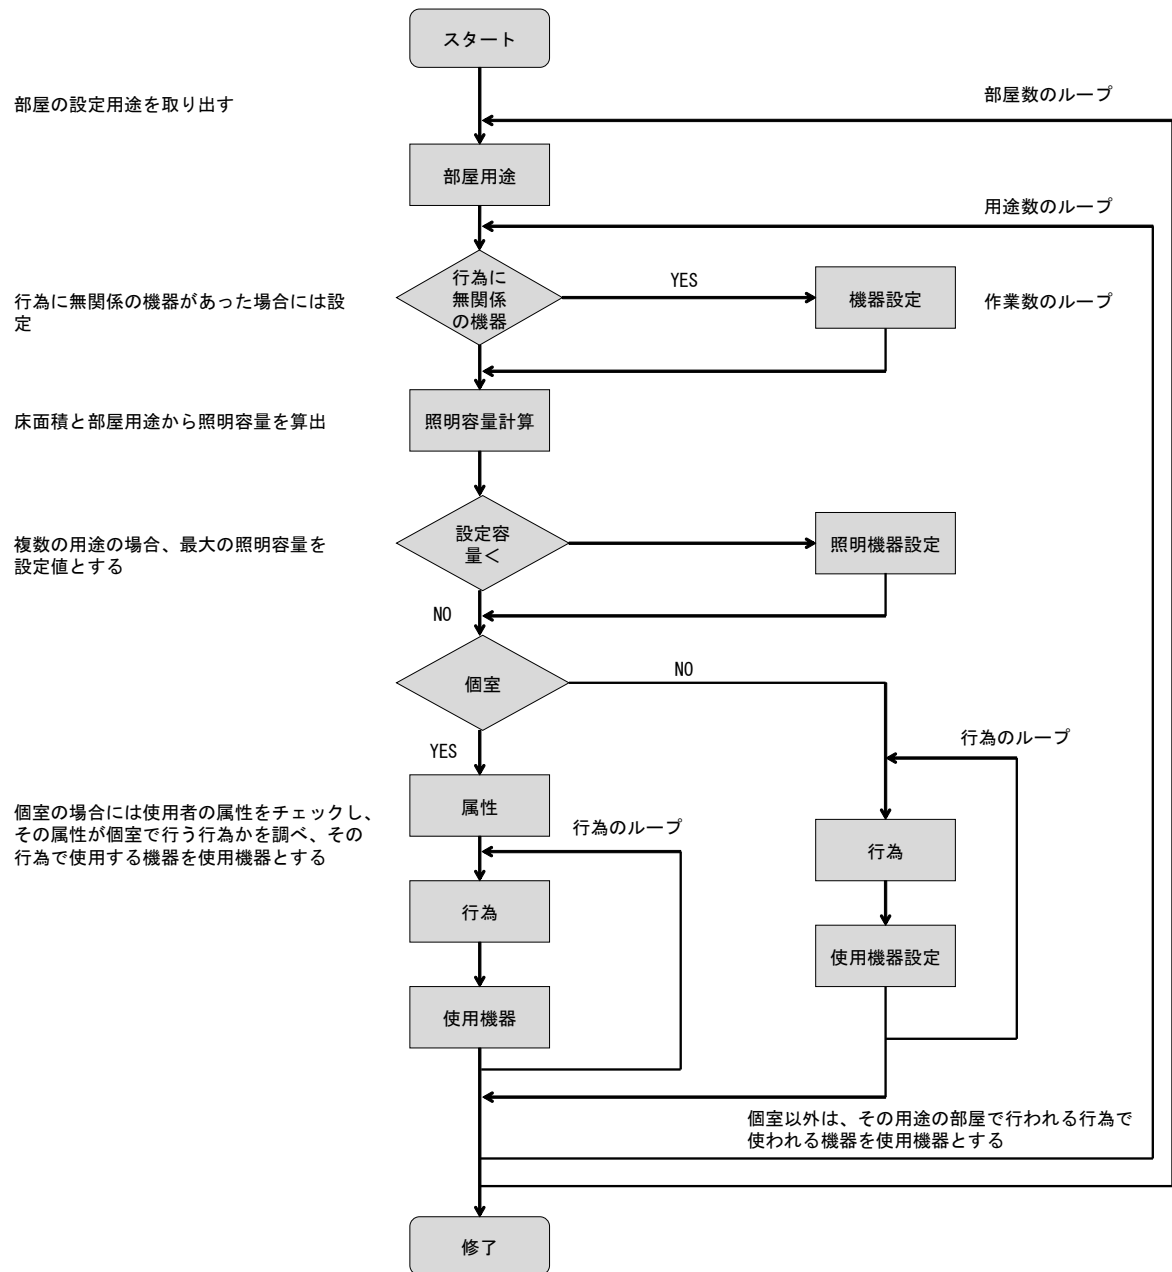 スタート
部屋の設定用途を取り出す
部屋数のループ
部屋用途
用途数のループ
行為に
無関係
の機器
YES
機器設定
作業数のループ
行為に無関係の機器があった場合には設
定
床面積と部屋用途から照明容量を算出
照明容量計算
複数の用途の場合、最大の照明容量を
設定値とする
設定容
量＜
照明機器設定
NO
個室
NO
YES
行為のループ
属性
個室の場合には使用者の属性をチェックし、
その属性が個室で行う行為かを調べ、その
行為で使用する機器を使用機器とする
行為のループ
行為
行為
使用機器設定
使用機器
個室以外は、その用途の部屋で行われる行為で
使われる機器を使用機器とする
修了